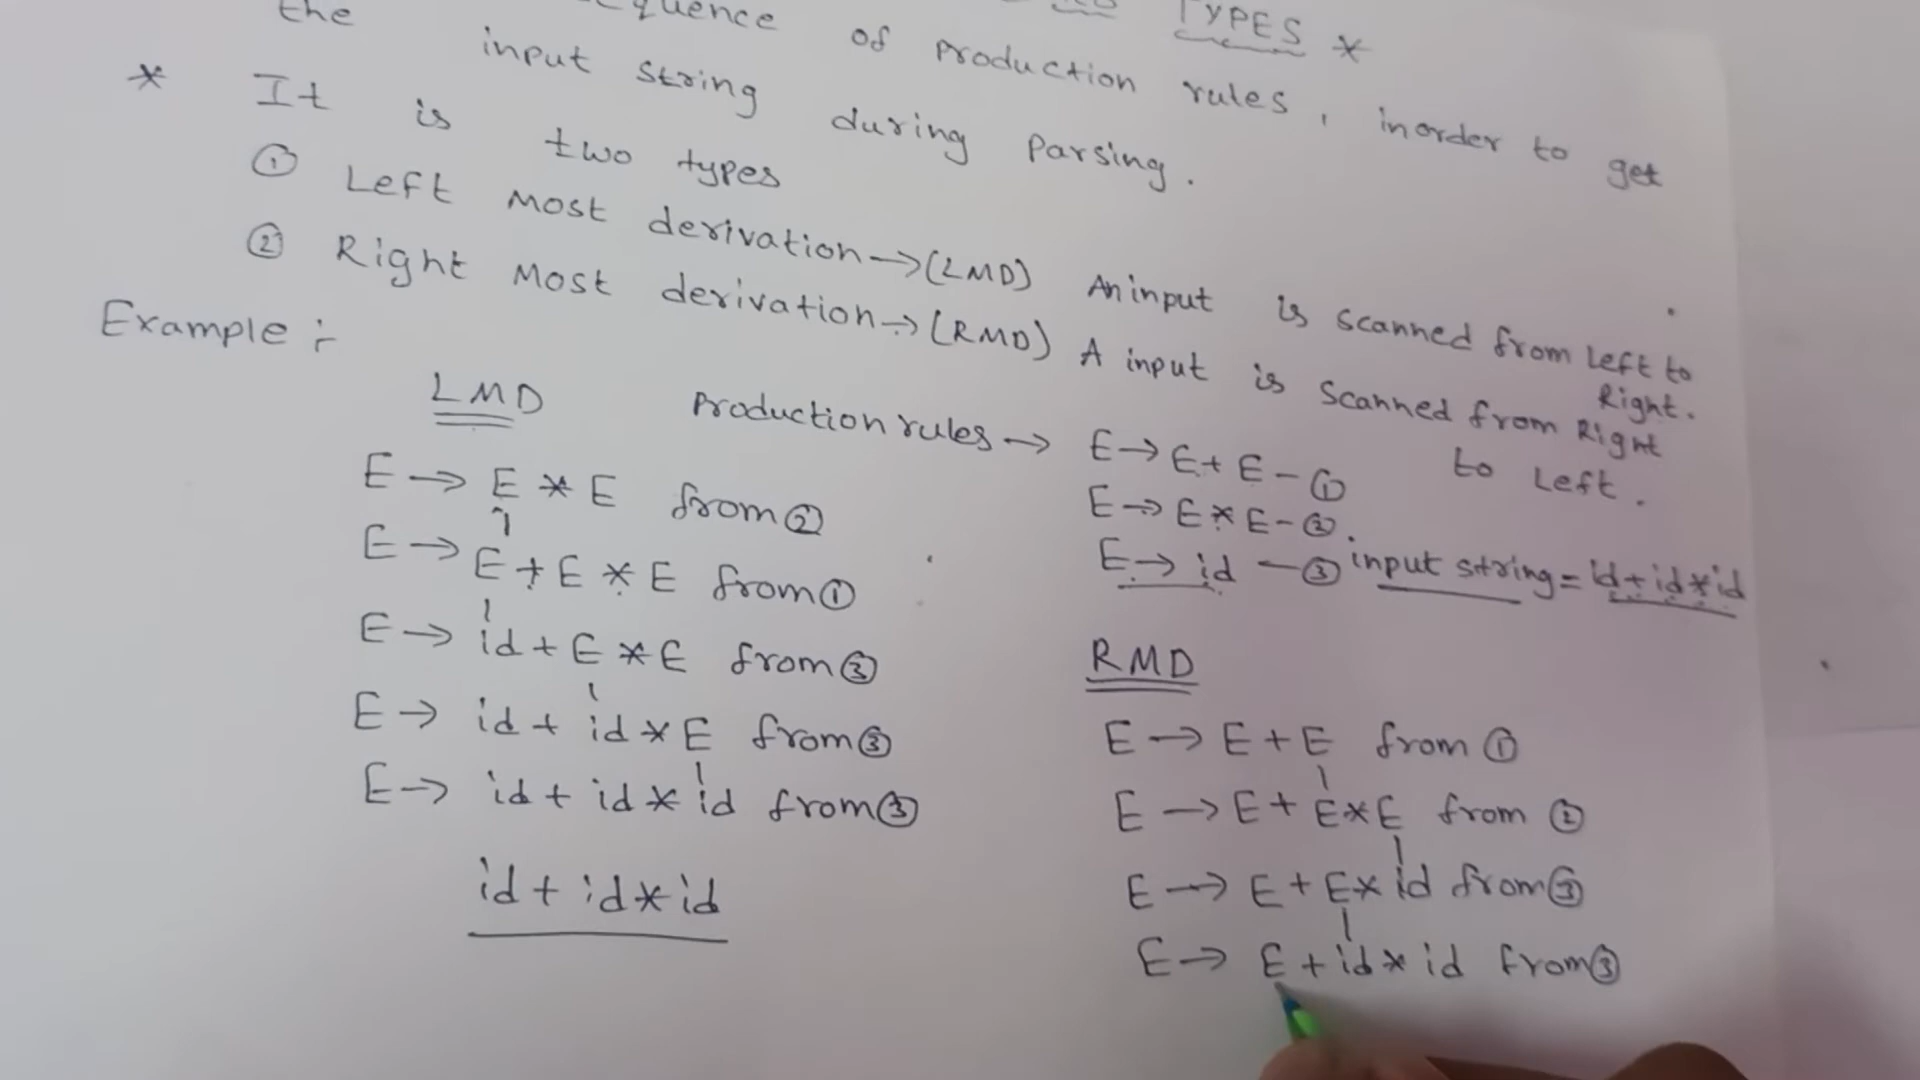 TYPES *
the sequence of production rules, inorder to get
input string during Parsing.
* It is two types
① Left Most derivation → (LMD) An input is scanned from Left to Right.
② Right Most derivation → (RMD) A input is scanned from Right to Left.
Example :-
LMD
Production rules → E → E + E - ①
E → E * E - ②.
E → id - ③ input string = id + id * id
E → E * E from ②
E → E + E * E from ①
E → id + E * E from ③
E → id + id * E from ③
E → id + id * id from ③
id + id * id
RMD
E → E + E from ①
E → E + E * E from ②
E → E + E * id from ③
E → E + id * id from ③